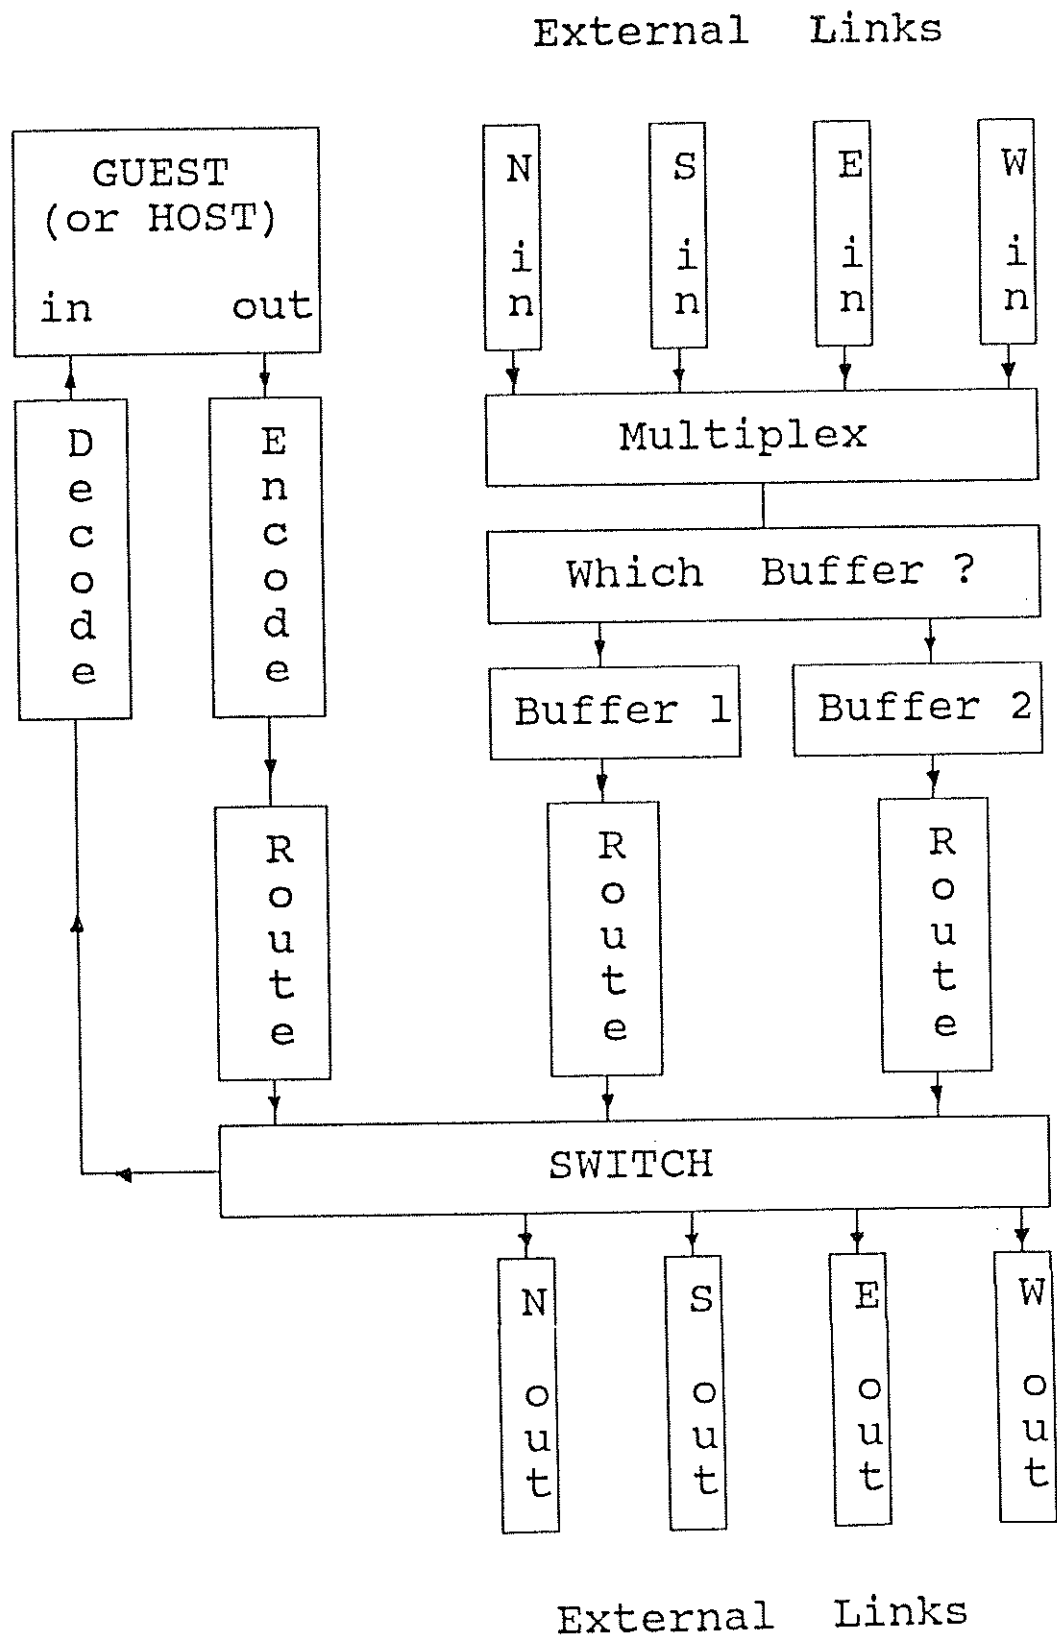 External Links
GUEST
(or HOST)
in out
N in
S in
E in
W in
Multiplex
Which Buffer ?
Decode
Encode
Buffer 1
Buffer 2
Route
Route
Route
SWITCH
N out
S out
E out
W out
External Links